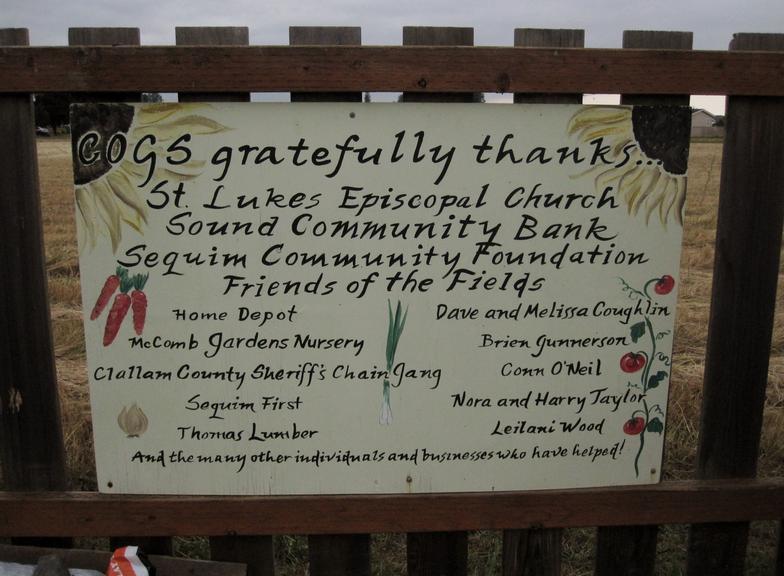 COGS gratefully thanks...
St. Lukes Episcopal Church
Sound Community Bank
Sequim Community Foundation
Friends of the Fields
Home Depot
McComb Gardens Nursery
Clallam County Sheriff's Chain Gang
Sequim First
Thomas Lumber
Dave and Melissa Coughlin
Brien Gunnerson
Conn O'Neil
Nora and Harry Taylor
Leilani Wood
And the many other individuals and businesses who have helped!